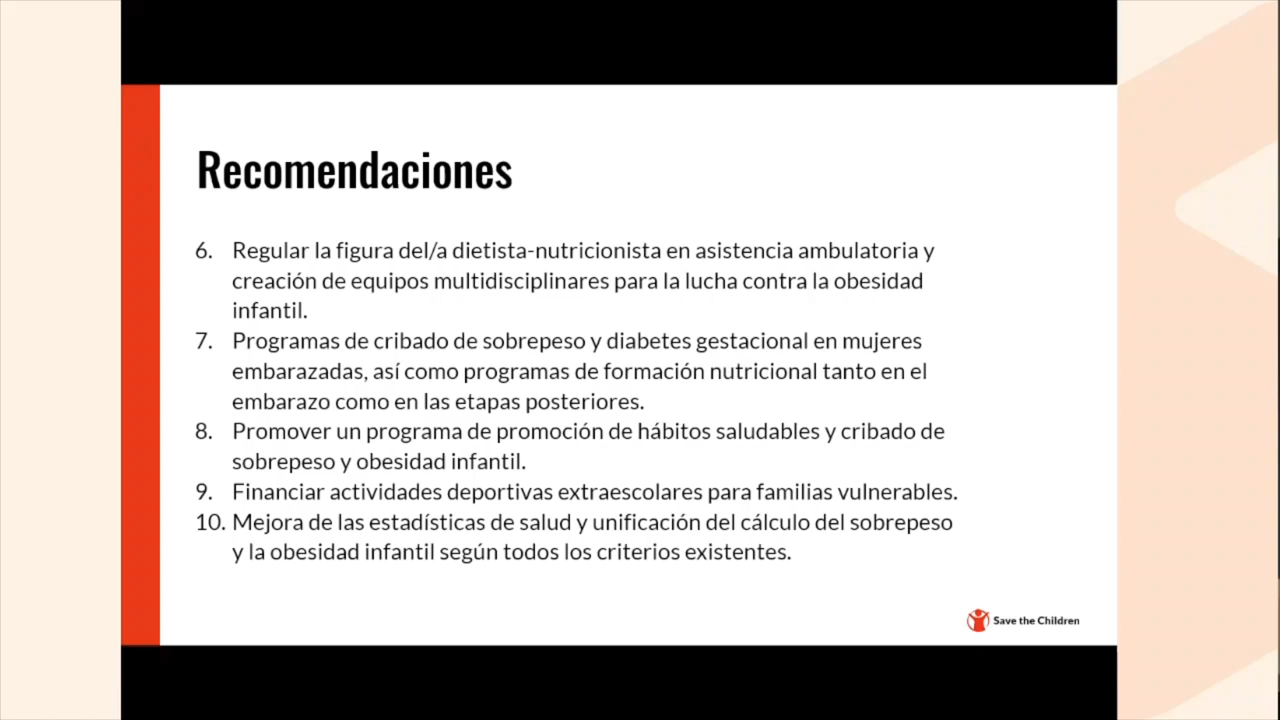 Recomendaciones
6. Regular la figura del/a dietista-nutricionista en asistencia ambulatoria y
creación de equipos multidisciplinares para la lucha contra la obesidad
infantil.
7. Programas de cribado de sobrepeso y diabetes gestacional en mujeres
embarazadas, así como programas de formación nutricional tanto en el
embarazo como en las etapas posteriores.
8. Promover un programa de promoción de hábitos saludables y cribado de
sobrepeso y obesidad infantil.
9. Financiar actividades deportivas extraescolares para familias vulnerables.
10. Mejora de las estadísticas de salud y unificación del cálculo del sobrepeso
y la obesidad infantil según todos los criterios existentes.
Save the Children